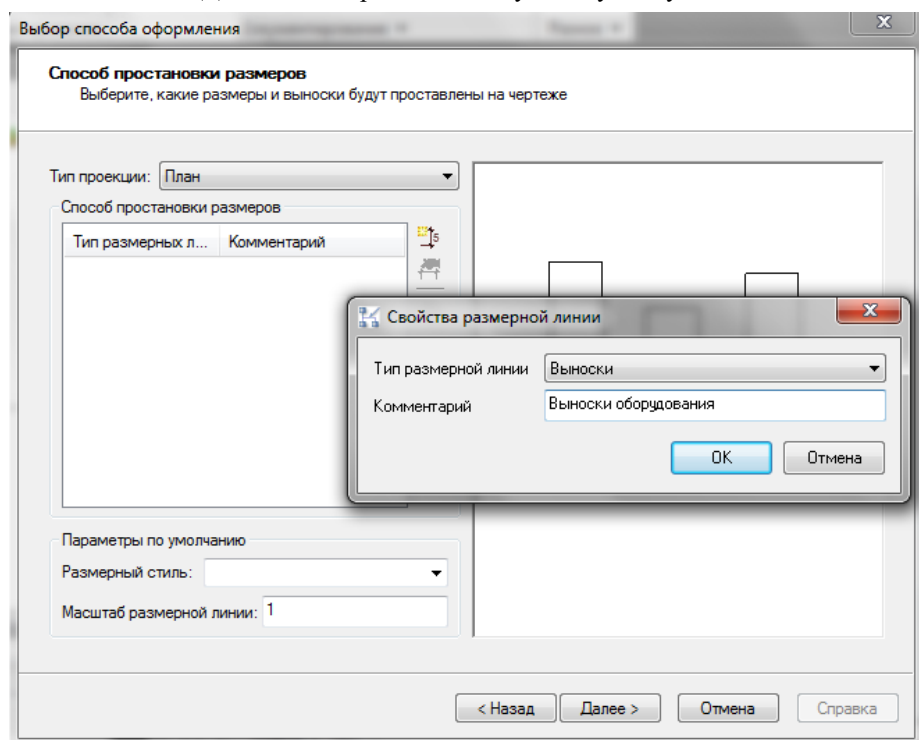 Выбор способа оформления
Способ простановки размеров
Выберите, какие размеры и выноски будут проставлены на чертеже
Тип проекции: План
Способ простановки размеров
Тип размерных л... Комментарий
5
Свойства размерной линии
Тип размерной линии Выноски
Комментарий Выноски оборудования
OK Отмена
Параметры по умолчанию
Размерный стиль:
Масштаб размерной линии: 1
< Назад Далее > Отмена Справка